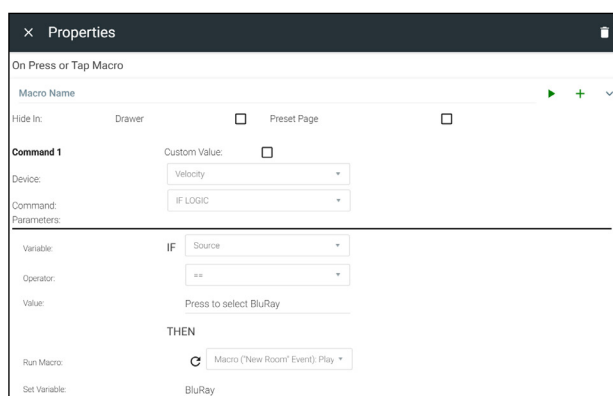 × Properties
On Press or Tap Macro
Macro Name
Hide In: Drawer Preset Page
Command 1 Custom Value:
Device: Velocity
Command: IF LOGIC
Parameters:
Variable: IF Source
Operator: ==
Value: Press to select BluRay
THEN
Run Macro: Macro ("New Room" Event): Play
Set Variable: BluRay